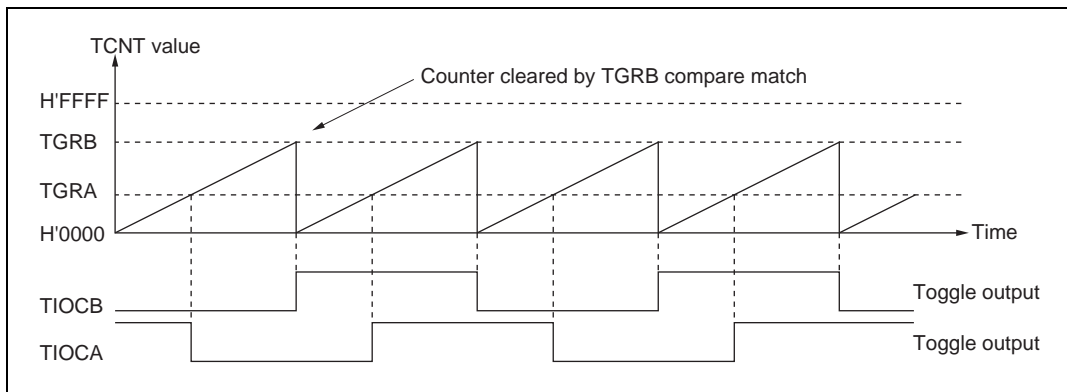 TCNT value
Counter cleared by TGRB compare match
H'FFFF
TGRB
TGRA
H'0000
Time
TIOCB
Toggle output
TIOCA
Toggle output